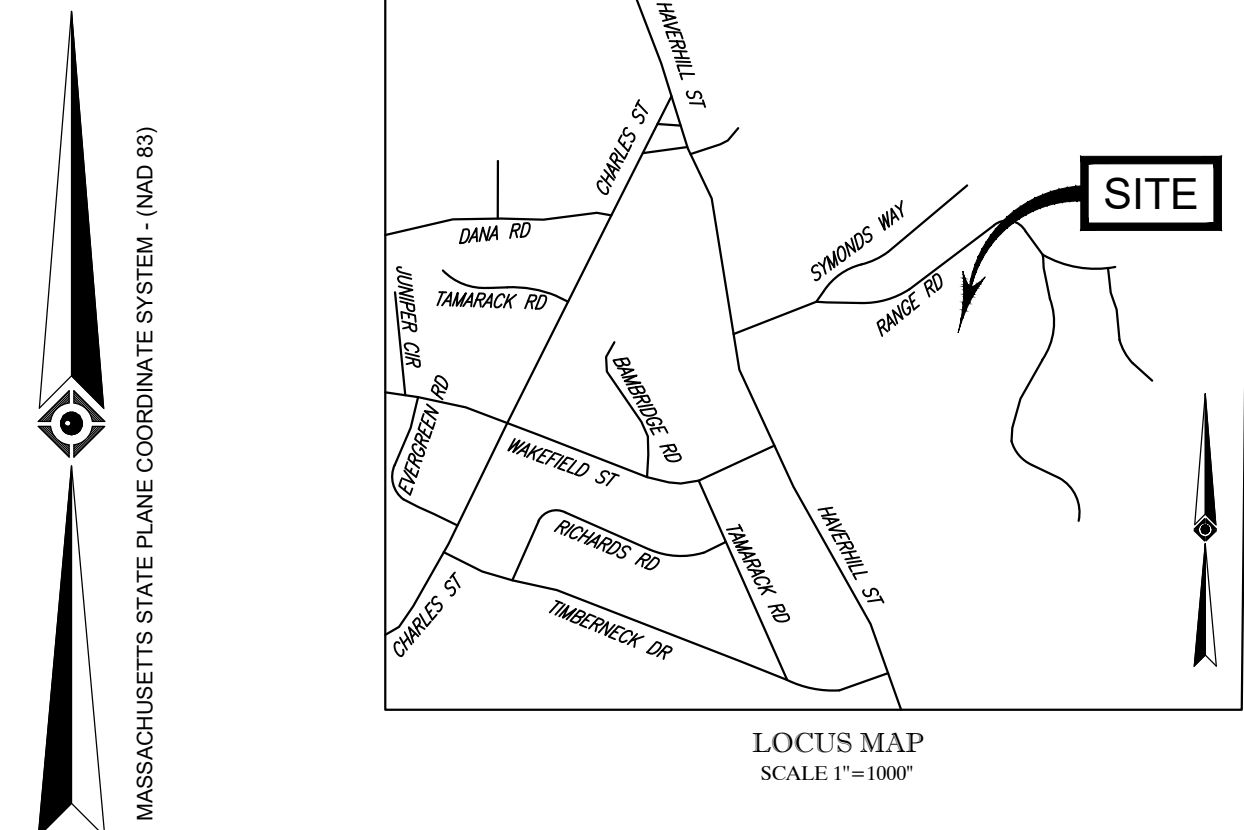 MASSACHUSETTS STATE PLANE COORDINATE SYSTEM - (NAD 83)
HAVERHILL ST
CHARLES ST
SITE
SYMONDS WAY
DANA RD
JUNIPER CIR
TAMARACK RD
RANGE RD
BAMBRIDGE RD
EVERGREEN RD
WAKEFIELD ST
RICHARDS RD
TAMARACK RD
HAVERHILL ST
CHARLES ST
TIMBERNECK DR
LOCUS MAP
SCALE 1"=1000"